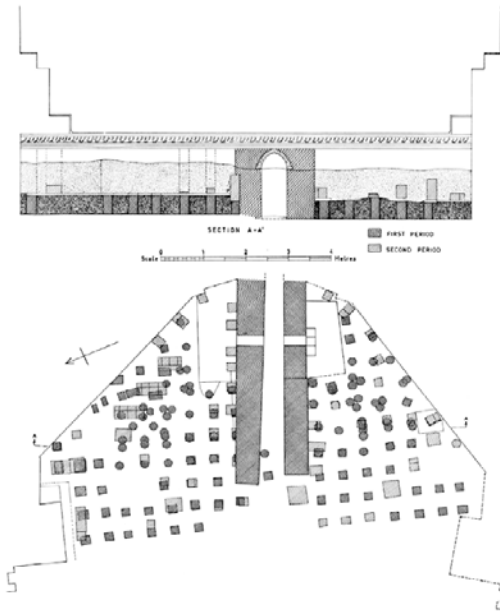 SECTION A-A'
FIRST PERIOD
SECOND PERIOD
Scale 0 1 2 3 4 Metres
A
A